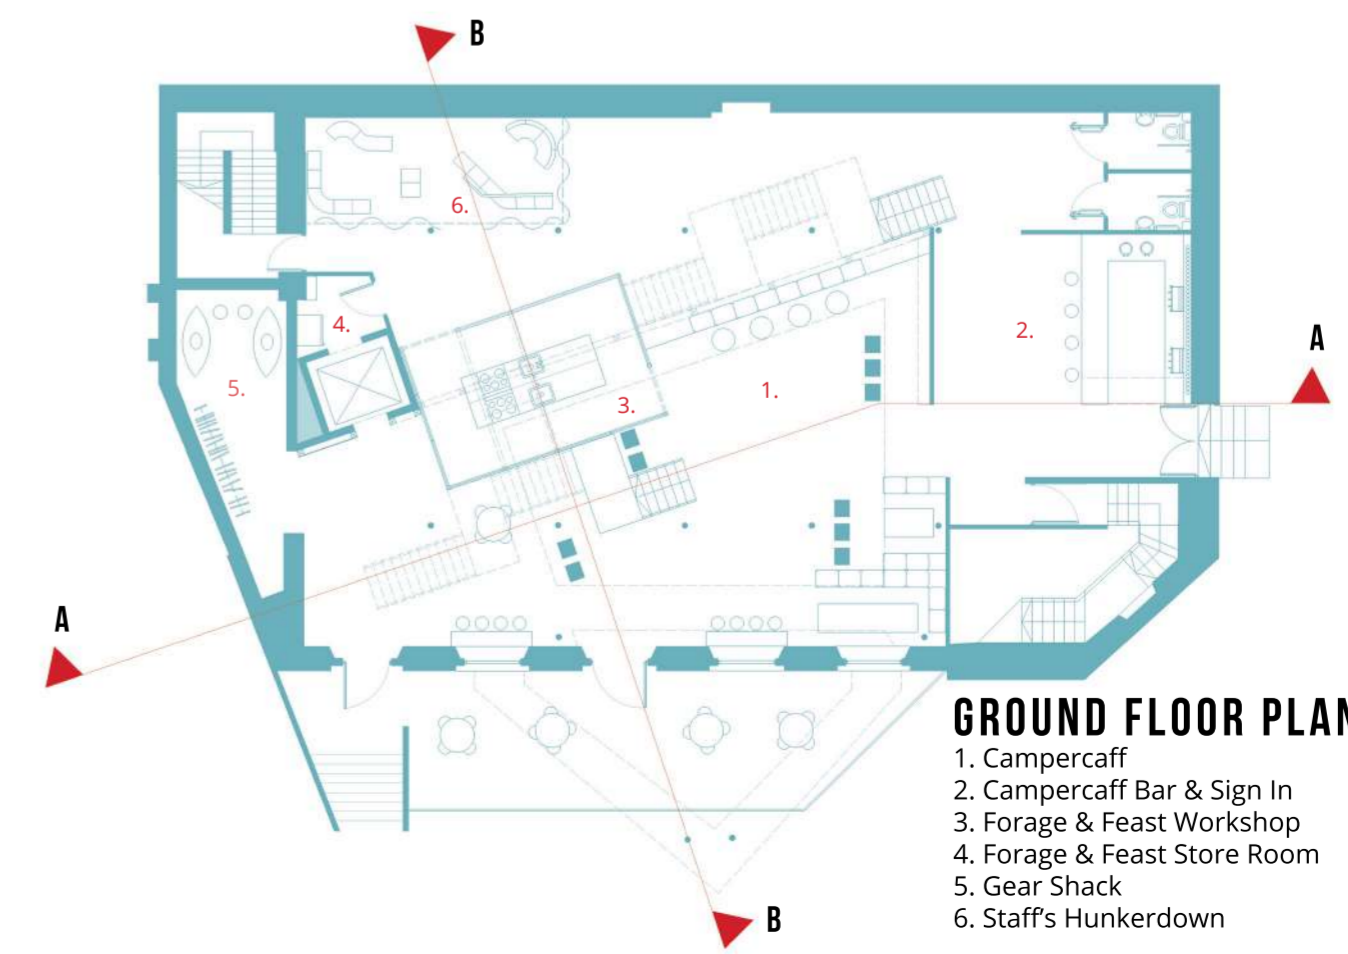 B
6.
4.
2.
A
5.
1.
3.
A
B
GROUND FLOOR PLAN
1. Campercaff
2. Campercaff Bar & Sign In
3. Forage & Feast Workshop
4. Forage & Feast Store Room
5. Gear Shack
6. Staff’s Hunkerdown